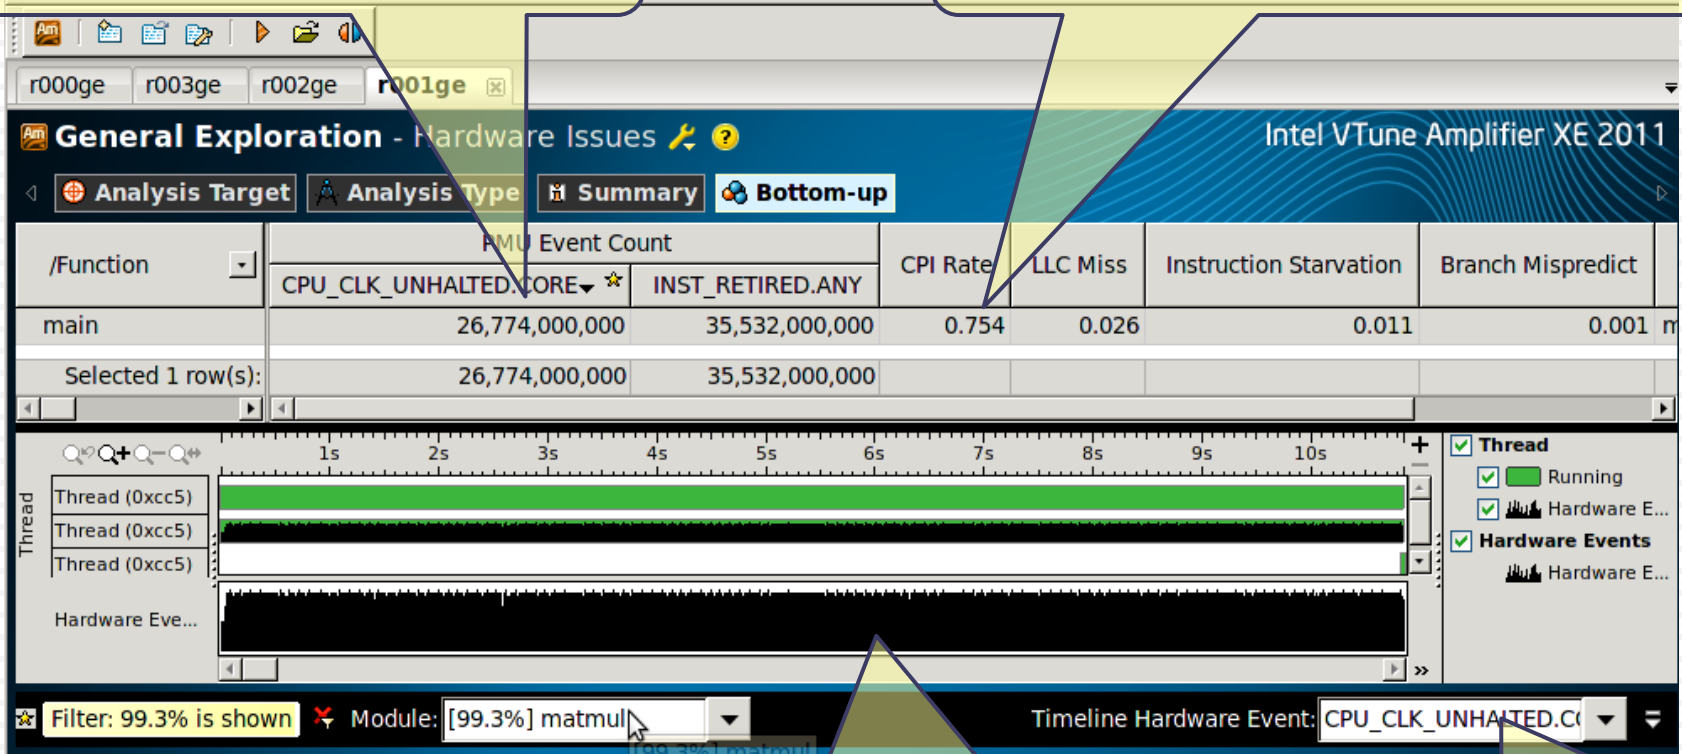 Am
r000ge r003ge r002ge r001ge
Am General Exploration - Hardware Issues ?
Intel VTune Amplifier XE 2011
Analysis Target Analysis Type Summary Bottom-up
/Function PMU Event Count CPI Rate LLC Miss Instruction Starvation Branch Mispredict
CPU_CLK_UNHALTED.CORE INST_RETIRED.ANY
main 26,774,000,000 35,532,000,000 0.754 0.026 0.011 0.001 m
Selected 1 row(s): 26,774,000,000 35,532,000,000
1s 2s 3s 4s 5s 6s 7s 8s 9s 10s
Thread
Thread (0xcc5)
Thread (0xcc5)
Thread (0xcc5)
Hardware Eve...
Thread
Running
Hardware E...
Hardware Events
Hardware E...
Filter: 99.3% is shown Module: [99.3%] matmul Timeline Hardware Event: CPU_CLK_UNHALTED.C
[99.3%] matmul